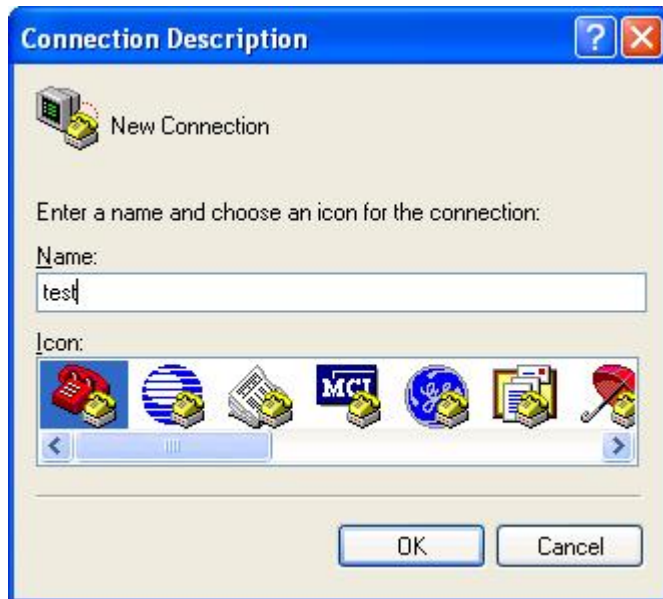 Connection Description
New Connection
Enter a name and choose an icon for the connection:
Name:
test
Icon:
MCI
OK
Cancel